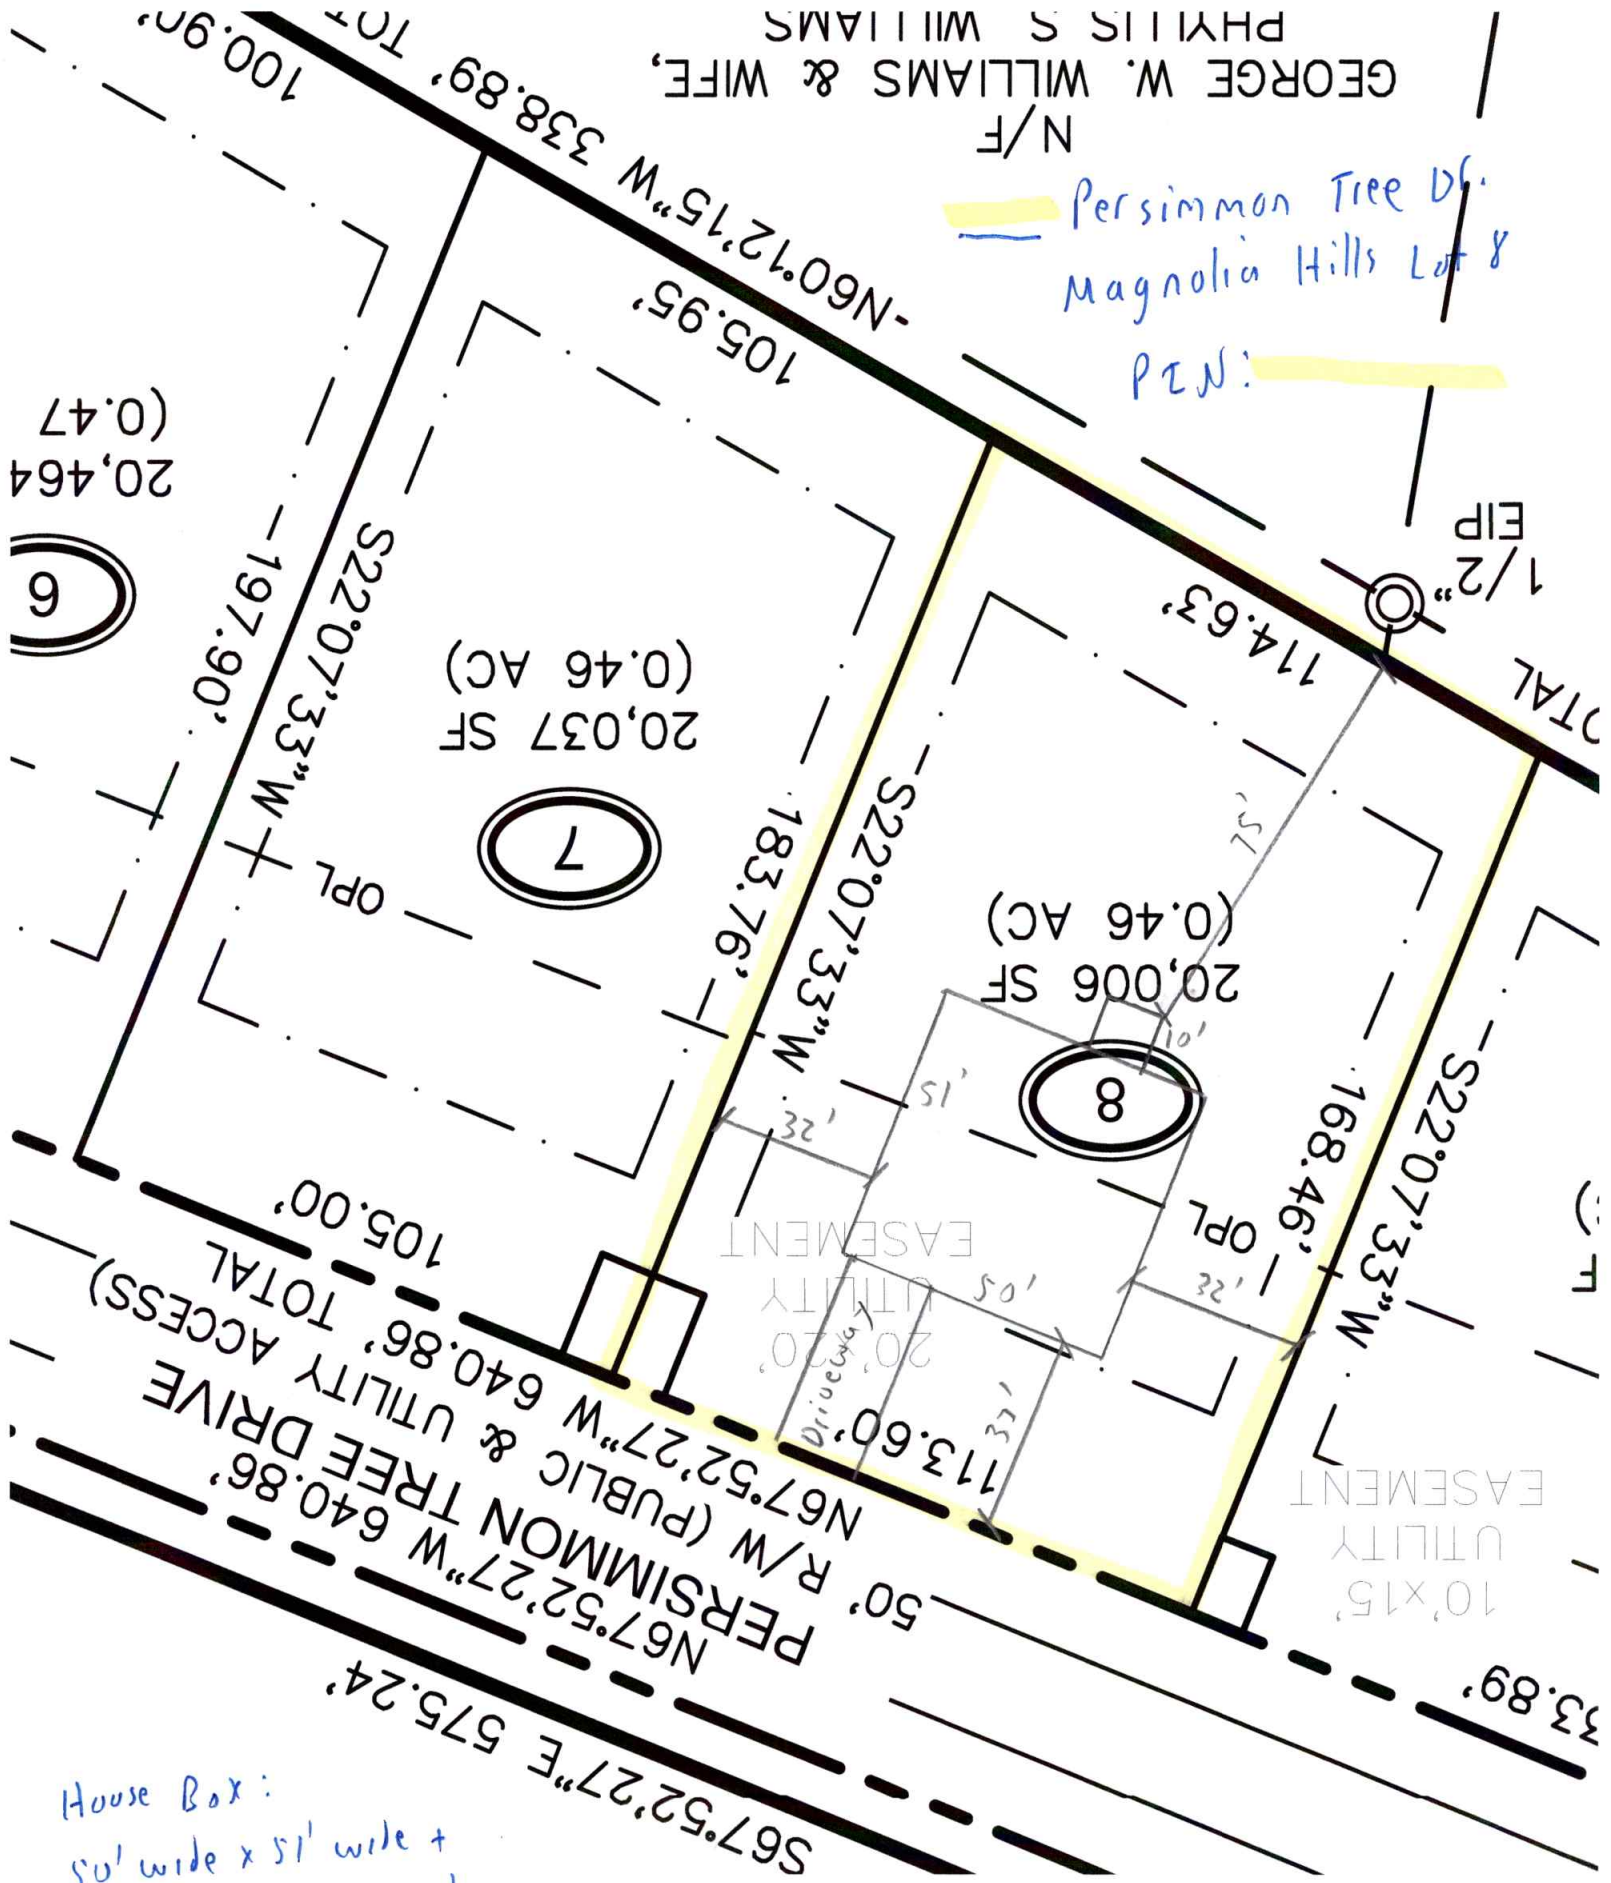 GEORGE W. WILLIAMS & WIFE,
PHYLLIS S WILLIAMS
N/F
Persimmon Tree Dr.
Magnolia Hills Lot 8
PIN:
1/2"
EIP
100.90'
338.89' TOT
-N60°12'15"W
105.95'
114.63'
OTAL
20,464
(0.47
6
197.90'
S22°07'33"W
20,037 SF
(0.46 AC)
7
OPL
183.76'
S22°07'33"W
20,006 SF
(0.46 AC)
8
OPL
75'
10'
51'
32'
50'
32'
33'
Driveway
168.46'
S22°07'33"W
20'x20'
UTILITY
EASEMENT
10'x15'
UTILITY
EASEMENT
105.00'
113.60'
33.89'
N67°52'27"W 640.86' TOTAL
50' R/W (PUBLIC & UTILITY ACCESS)
PERSIMMON TREE DRIVE
N67°52'27"W 640.86'
S67°52'27"E 575.24'
House Box:
50' wide x 51' wide +